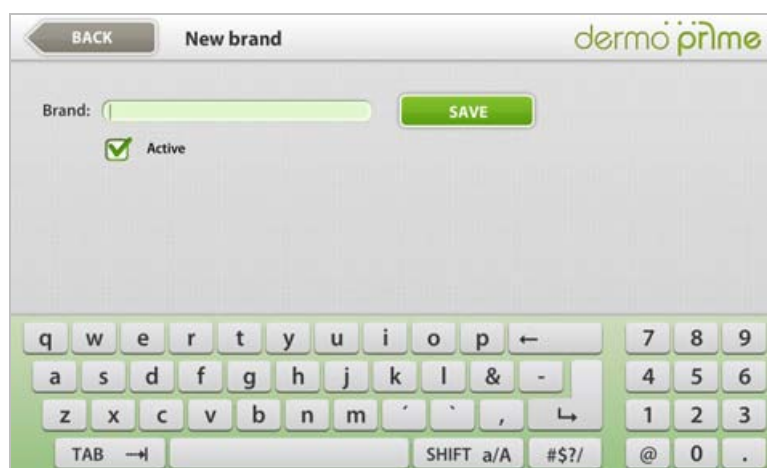 BACK New brand dermo prime
Brand: SAVE
Active
q w e r t y u i o p ← 7 8 9
a s d f g h j k l & - 4 5 6
z x c v b n m ´ ` , ↵ 1 2 3
TAB SHIFT a/A #$?/ @ 0 .